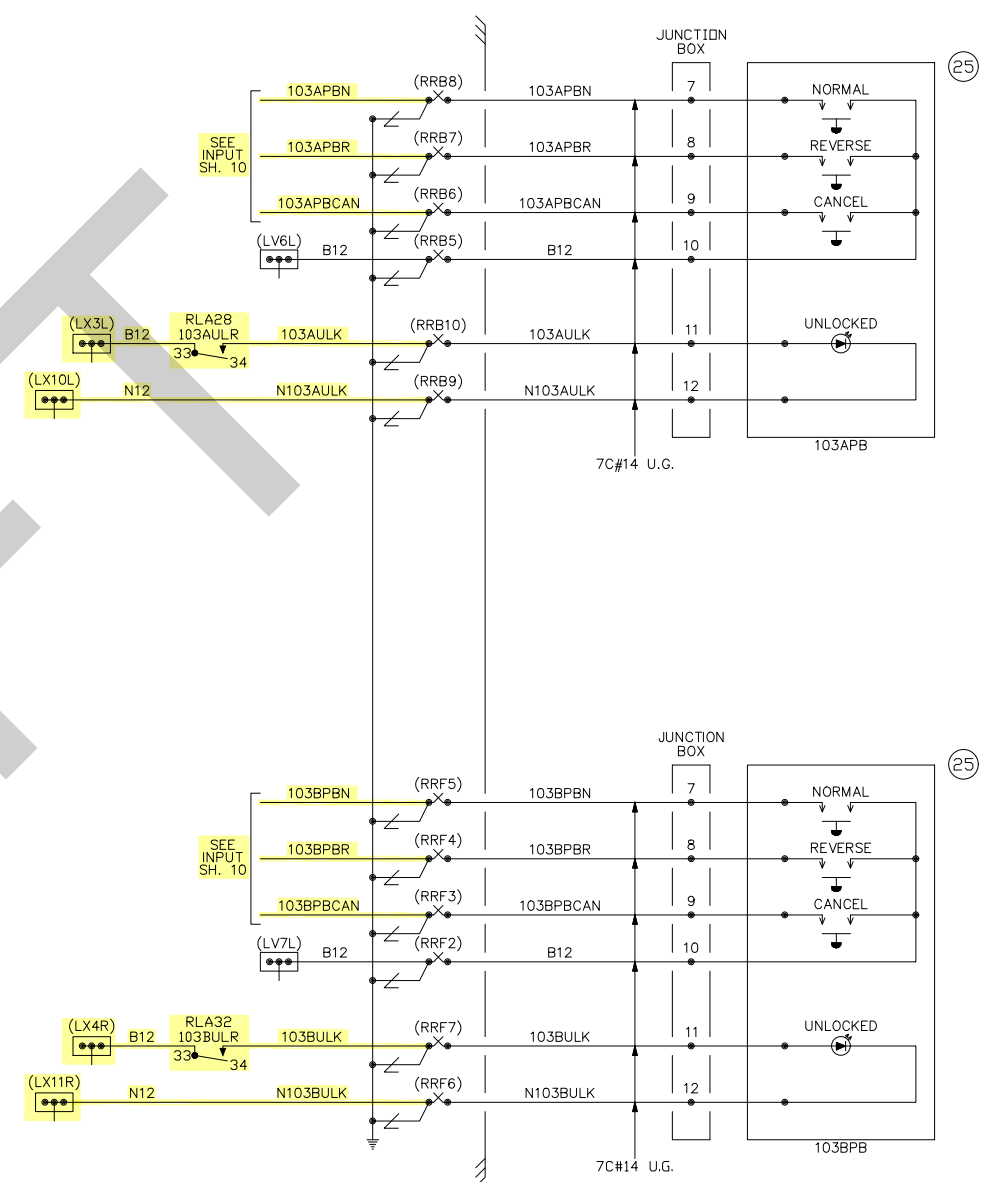 JUNCTION
BOX
25
(RRB8)
103APBN
103APBN
7
NORMAL
SEE
INPUT
SH. 10
(RRB7)
103APBR
103APBR
8
REVERSE
(RRB6)
103APBCAN
103APBCAN
9
CANCEL
(LV6L)
B12
(RRB5)
B12
10
(LX3L)
B12
RLA28
103AULR
33
34
103AULK
(RRB10)
103AULK
11
UNLOCKED
(LX10L)
N12
N103AULK
(RRB9)
N103AULK
12
103APB
7C#14 U.G.
JUNCTION
BOX
25
(RRF5)
103BPBN
103BPBN
7
NORMAL
SEE
INPUT
SH. 10
(RRF4)
103BPBR
103BPBR
8
REVERSE
(RRF3)
103BPBCAN
103BPBCAN
9
CANCEL
(LV7L)
B12
(RRF2)
B12
10
(LX4R)
B12
RLA32
103BULR
33
34
103BULK
(RRF7)
103BULK
11
UNLOCKED
(LX11R)
N12
N103BULK
(RRF6)
N103BULK
12
103BPB
7C#14 U.G.